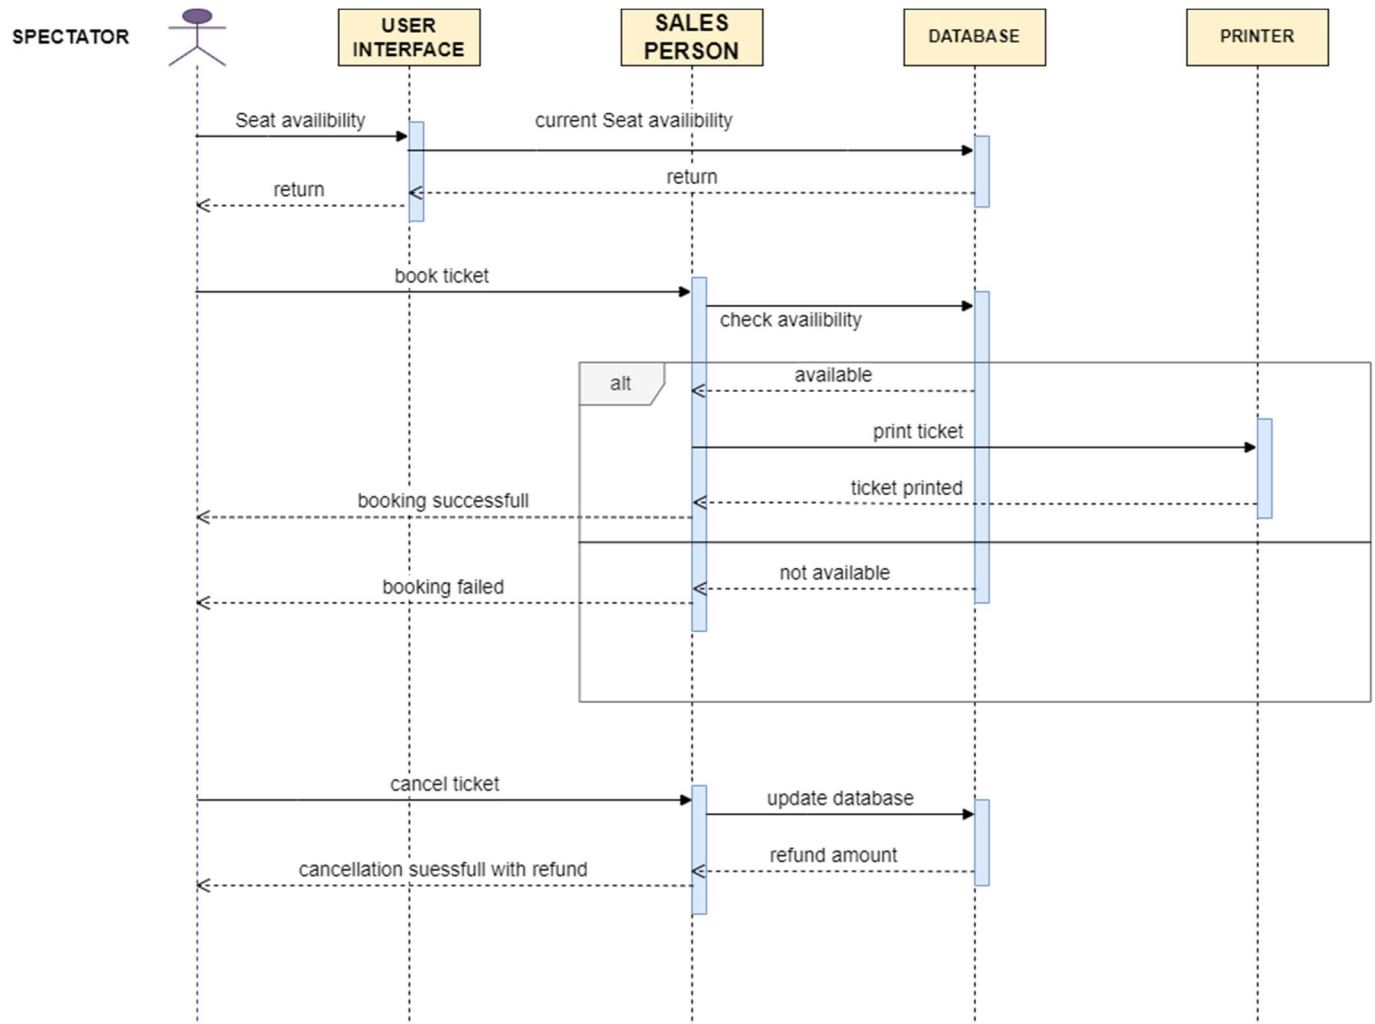 SPECTATOR
USER
INTERFACE
SALES
PERSON
DATABASE
PRINTER
Seat availibility
current Seat availibility
return
return
book ticket
check availibility
alt
available
print ticket
ticket printed
booking successfull
not available
booking failed
cancel ticket
update database
refund amount
cancellation suessfull with refund